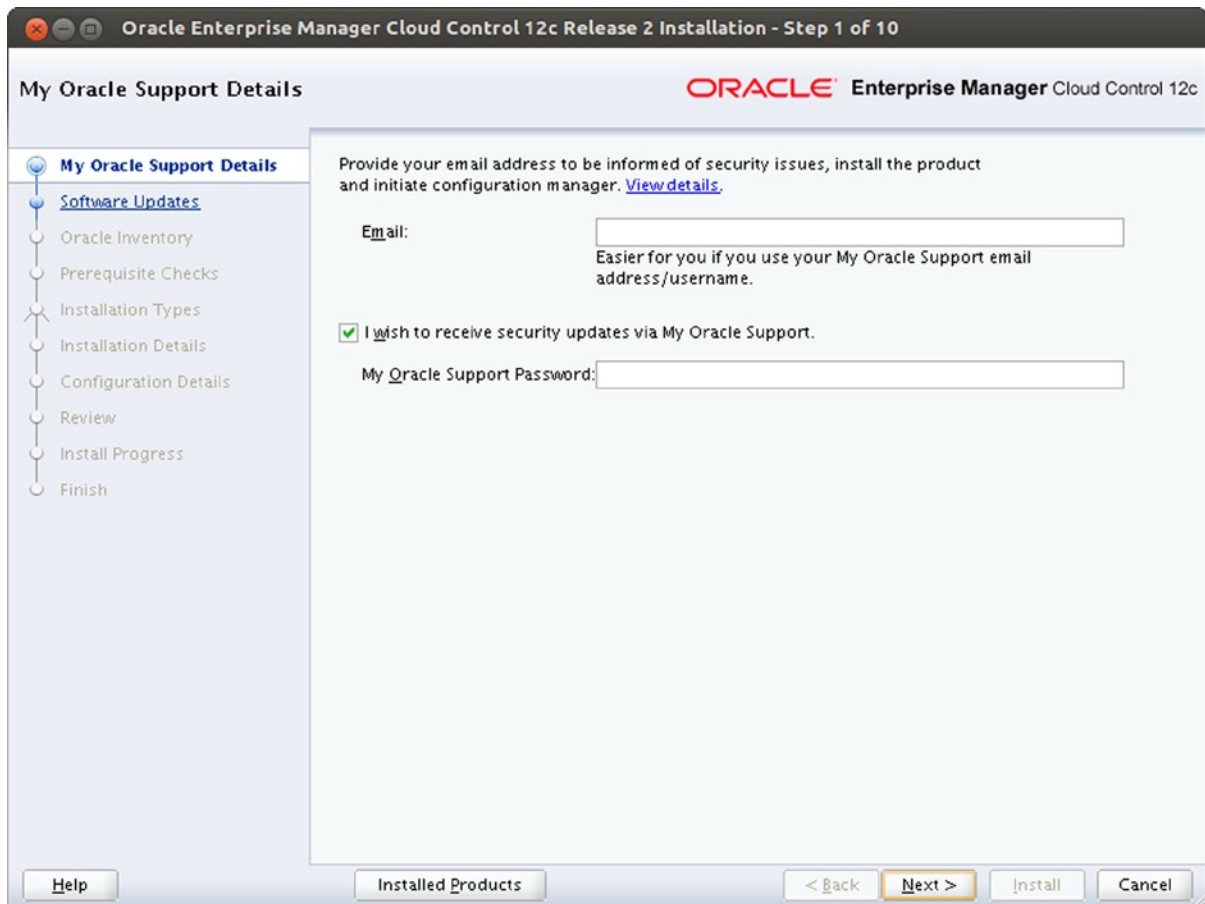 Oracle Enterprise Manager Cloud Control 12c Release 2 Installation - Step 1 of 10
My Oracle Support Details
ORACLE Enterprise Manager Cloud Control 12c
My Oracle Support Details
Software Updates
Oracle Inventory
Prerequisite Checks
Installation Types
Installation Details
Configuration Details
Review
Install Progress
Finish
Provide your email address to be informed of security issues, install the product
and initiate configuration manager. View details.
Email:
Easier for you if you use your My Oracle Support email
address/username.
I wish to receive security updates via My Oracle Support.
My Oracle Support Password:
Help
Installed Products
< Back
Next >
Install
Cancel